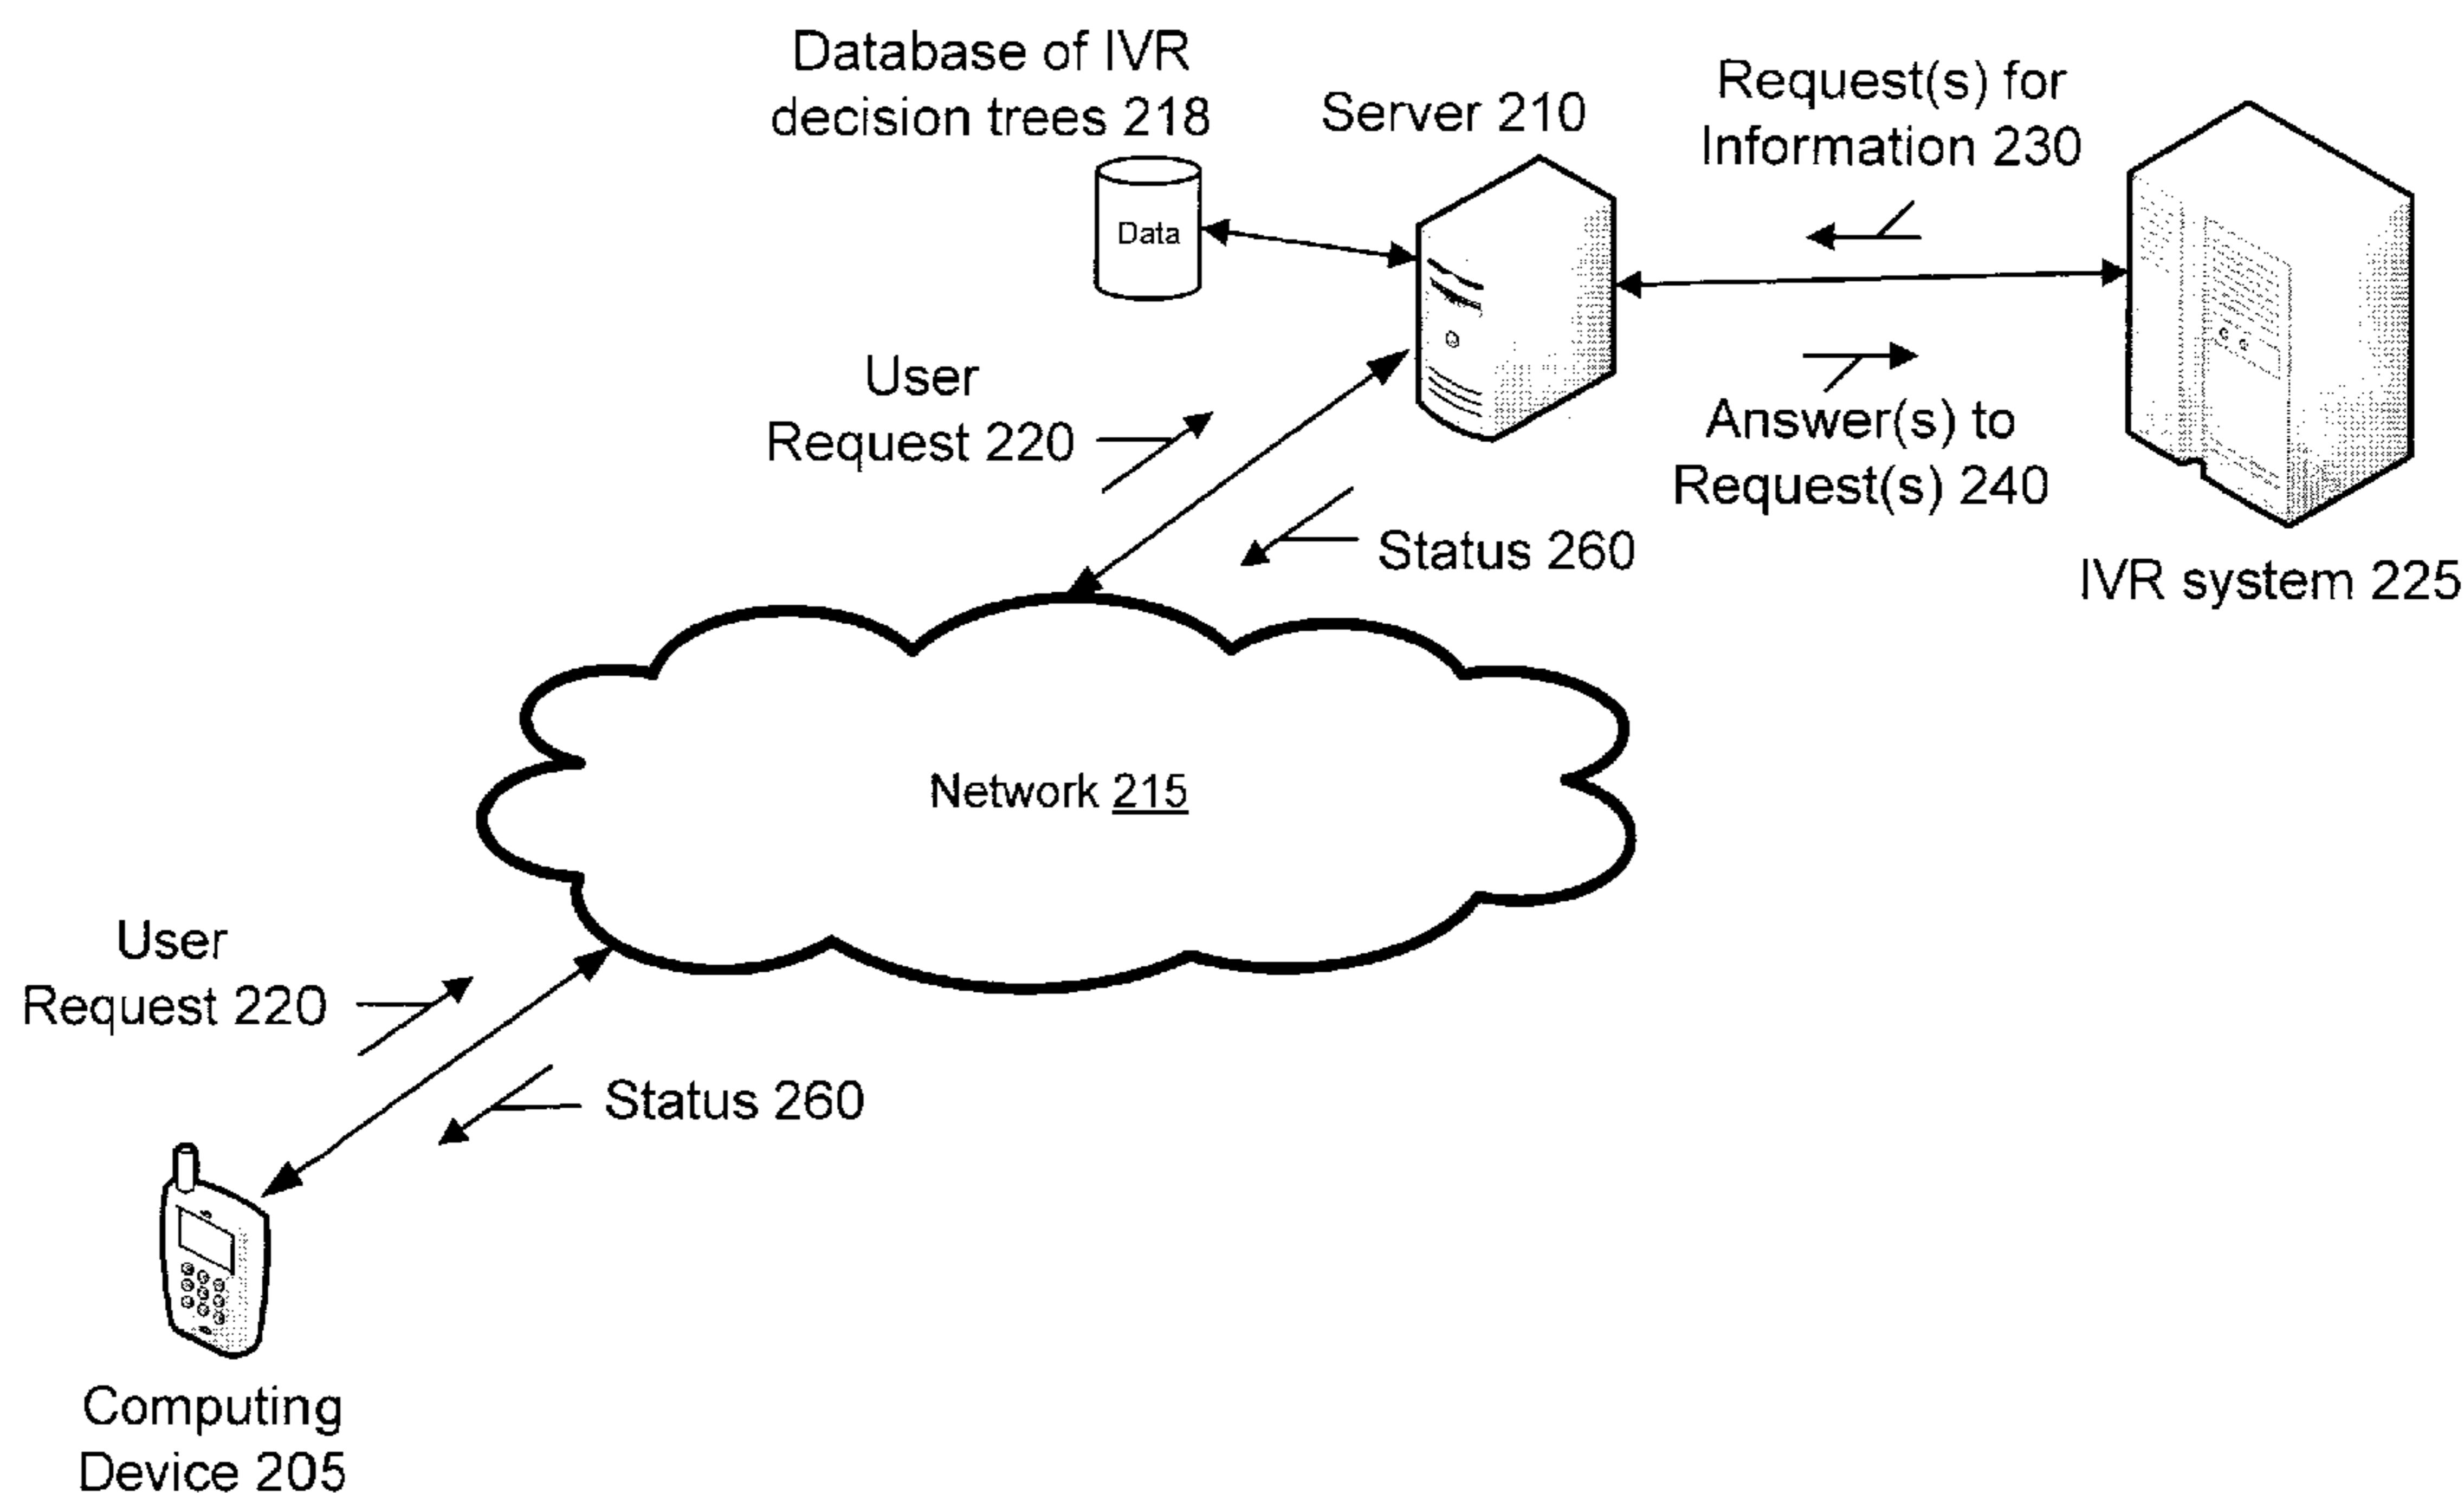 Database of IVR
decision trees 218
Server 210
Request(s) for
Information 230
Data
User
Request 220
Answer(s) to
Request(s) 240
Status 260
IVR system 225
Network 215
User
Request 220
Status 260
Computing
Device 205